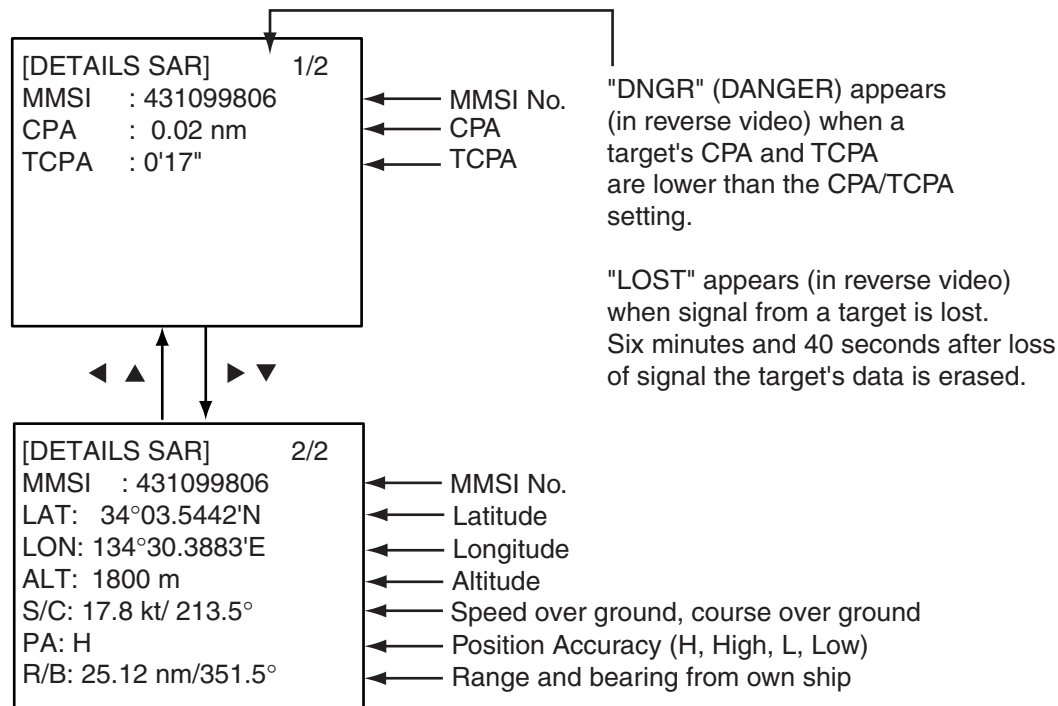 [DETAILS SAR] 1/2
MMSI : 431099806
CPA : 0.02 nm
TCPA : 0'17"
MMSI No.
CPA
TCPA
"DNGR" (DANGER) appears
(in reverse video) when a
target's CPA and TCPA
are lower than the CPA/TCPA
setting.
"LOST" appears (in reverse video)
when signal from a target is lost.
Six minutes and 40 seconds after loss
of signal the target's data is erased.
[DETAILS SAR] 2/2
MMSI : 431099806
LAT: 34°03.5442'N
LON: 134°30.3883'E
ALT: 1800 m
S/C: 17.8 kt/ 213.5°
PA: H
R/B: 25.12 nm/351.5°
MMSI No.
Latitude
Longitude
Altitude
Speed over ground, course over ground
Position Accuracy (H, High, L, Low)
Range and bearing from own ship